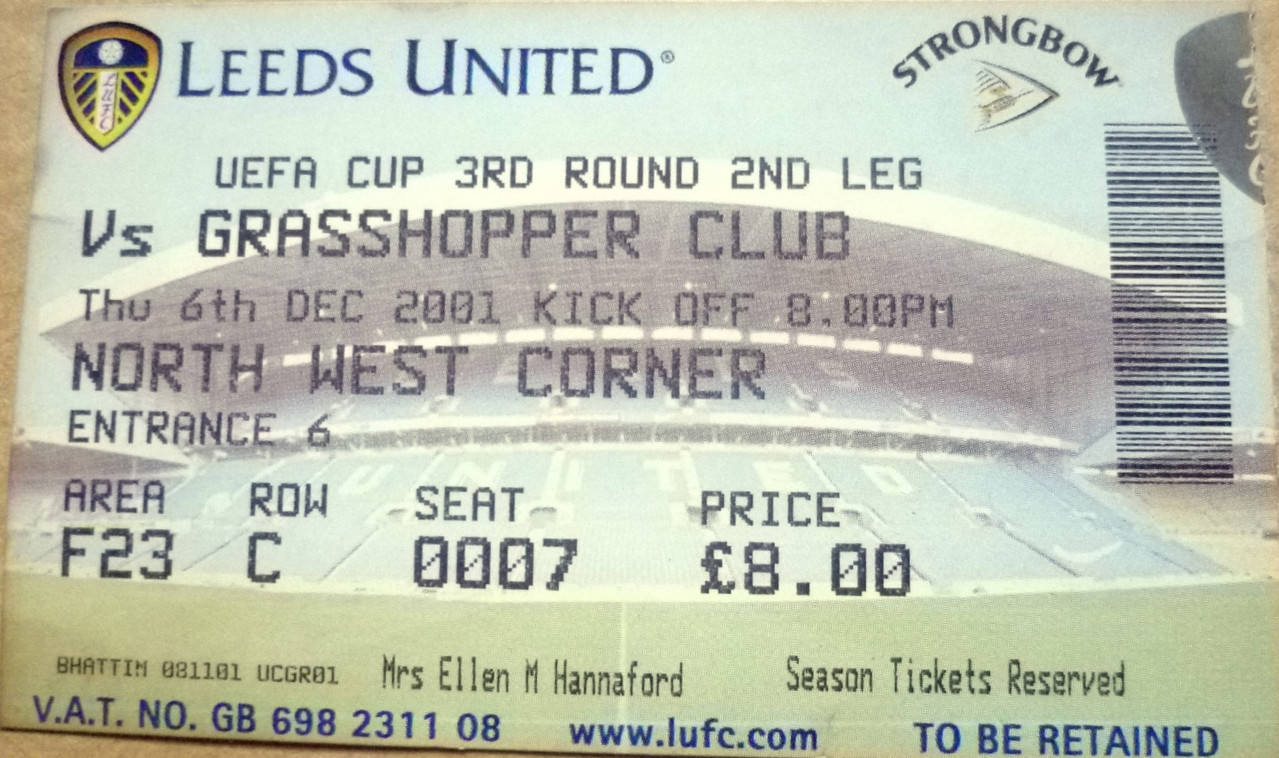 LEEDS UNITED®
STRONGBOW
LUFC
UEFA CUP 3RD ROUND 2ND LEG
Vs GRASSHOPPER CLUB
Thu 6th DEC 2001 KICK OFF 8.00PM
NORTH WEST CORNER
ENTRANCE 6
UNITED
AREA ROW SEAT PRICE
F23 C 0007 £8.00
BHATTIM 081101 UCGR01 Mrs Ellen M Hannaford Season Tickets Reserved
V.A.T. NO. GB 698 2311 08 www.lufc.com TO BE RETAINED